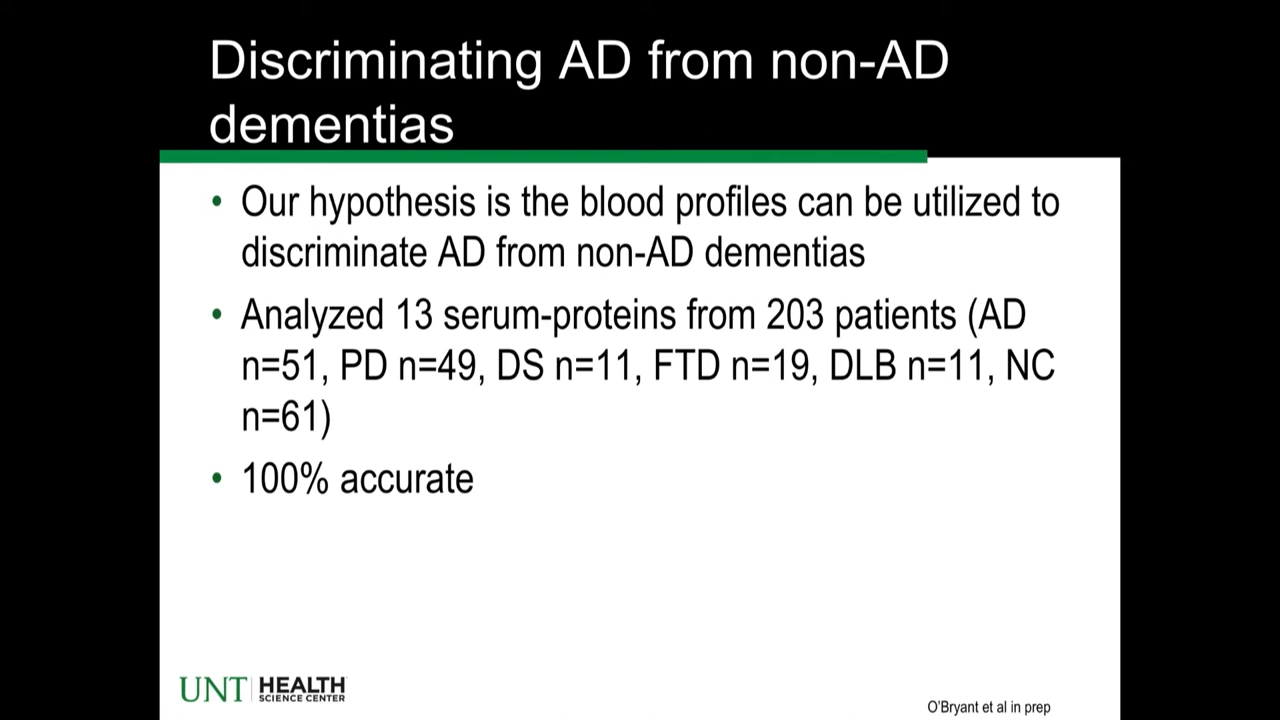 Discriminating AD from non-AD
dementias
• Our hypothesis is the blood profiles can be utilized to
discriminate AD from non-AD dementias
• Analyzed 13 serum-proteins from 203 patients (AD
n=51, PD n=49, DS n=11, FTD n=19, DLB n=11, NC
n=61)
• 100% accurate
UNT HEALTH
SCIENCE CENTER
O'Bryant et al in prep